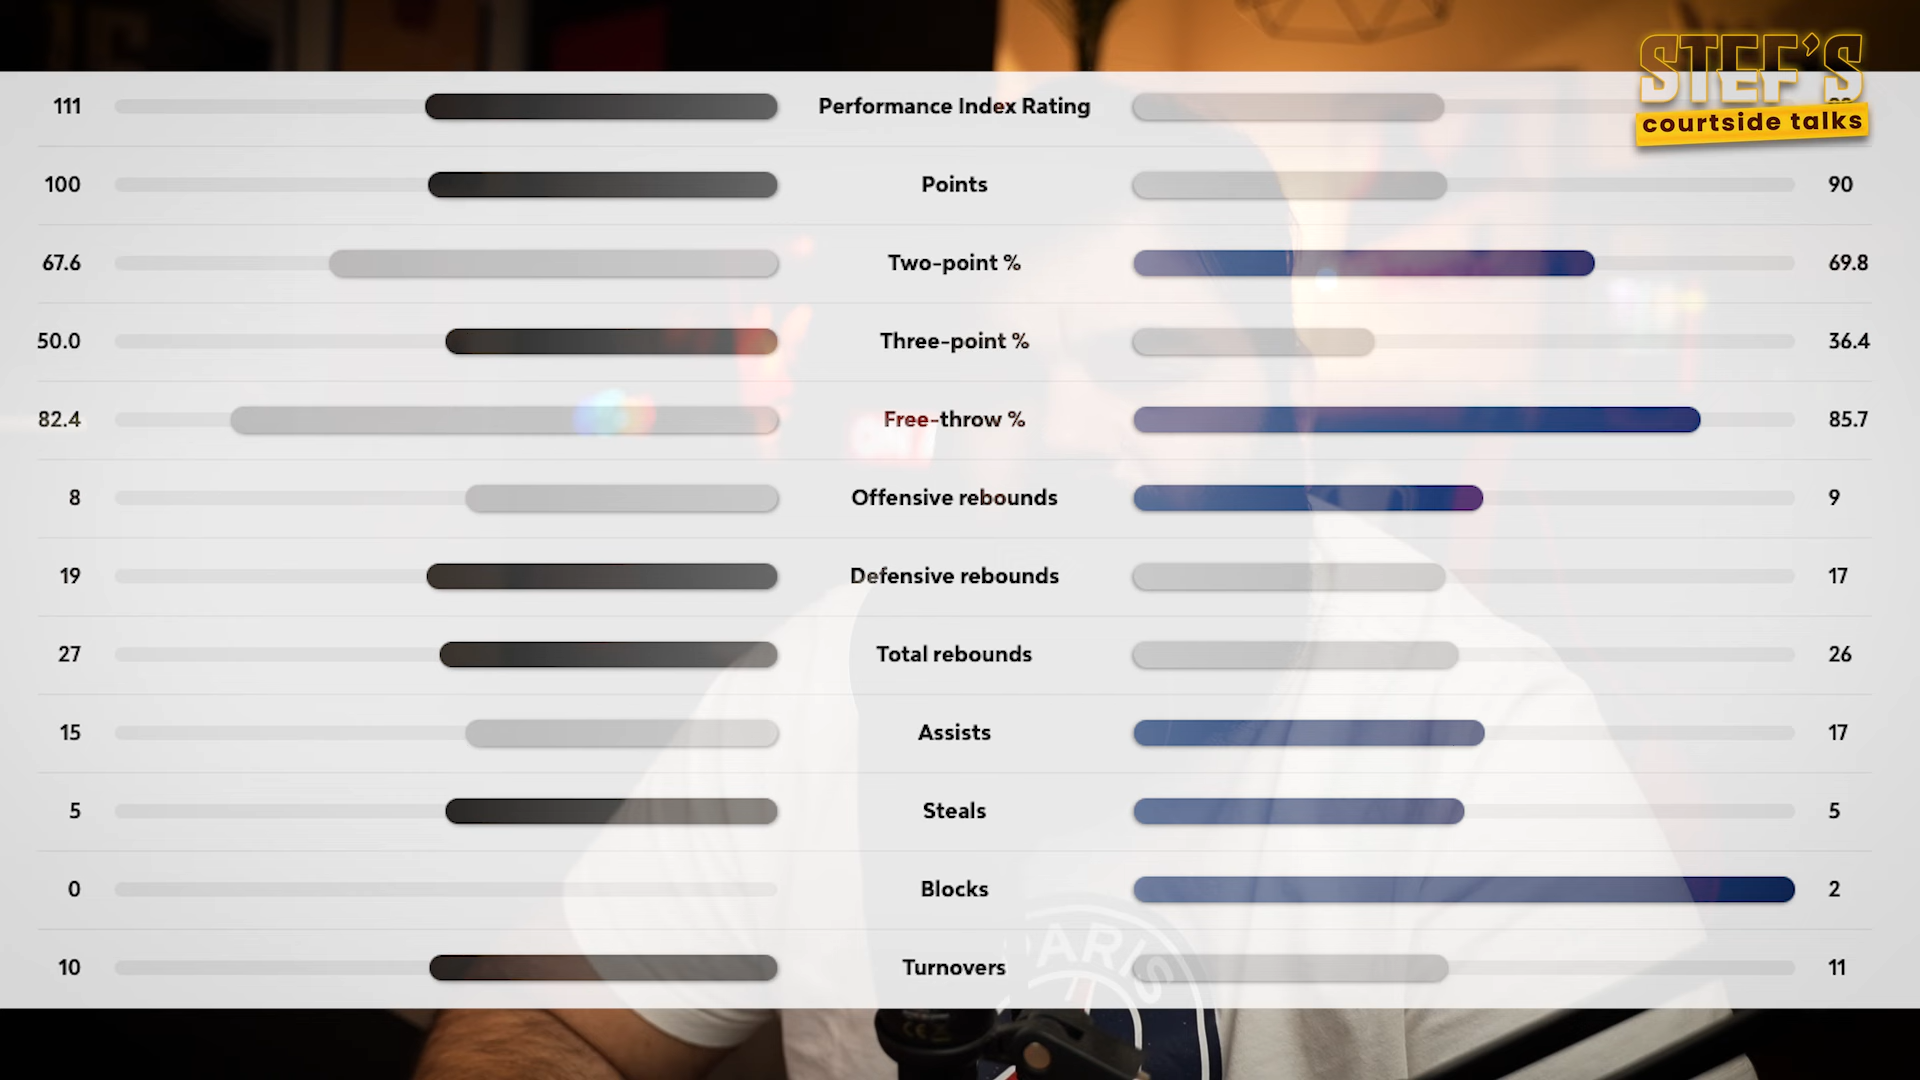 STEF'S
courtside talks
111 Performance Index Rating
100 Points 90
67.6 Two-point % 69.8
50.0 Three-point % 36.4
82.4 Free-throw % 85.7
8 Offensive rebounds 9
19 Defensive rebounds 17
27 Total rebounds 26
15 Assists 17
5 Steals 5
0 Blocks 2
10 Turnovers 11
PARIS
CE